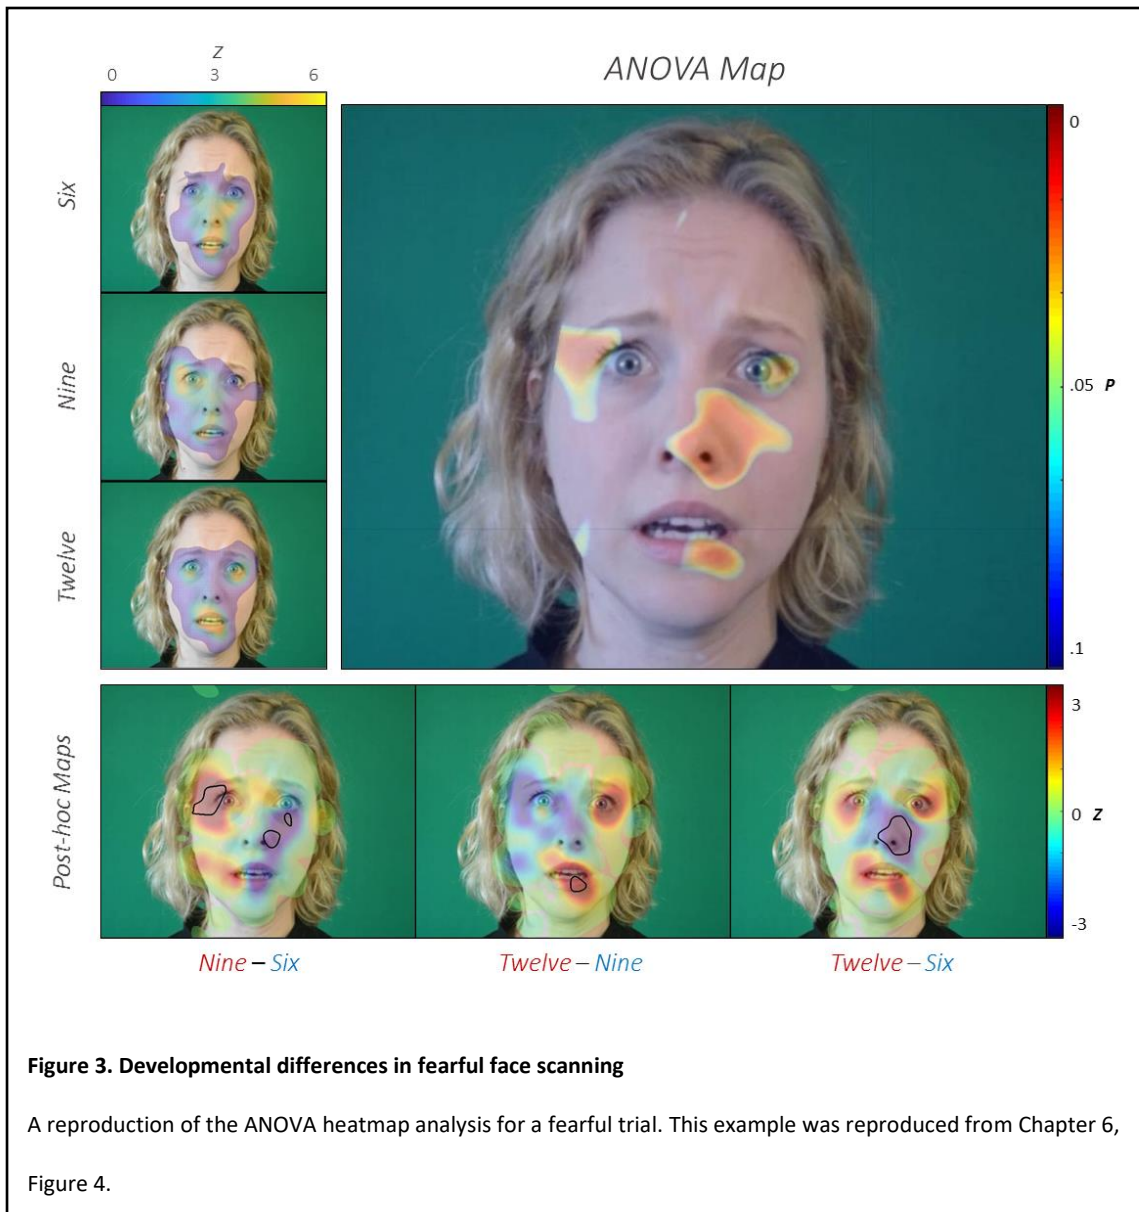 Z
0 3 6
ANOVA Map
Six
Nine
Twelve
0
.05 P
.1
Post-hoc Maps
3
0 Z
-3
Nine – Six
Twelve – Nine
Twelve – Six
Figure 3. Developmental differences in fearful face scanning
A reproduction of the ANOVA heatmap analysis for a fearful trial. This example was reproduced from Chapter 6,
Figure 4.